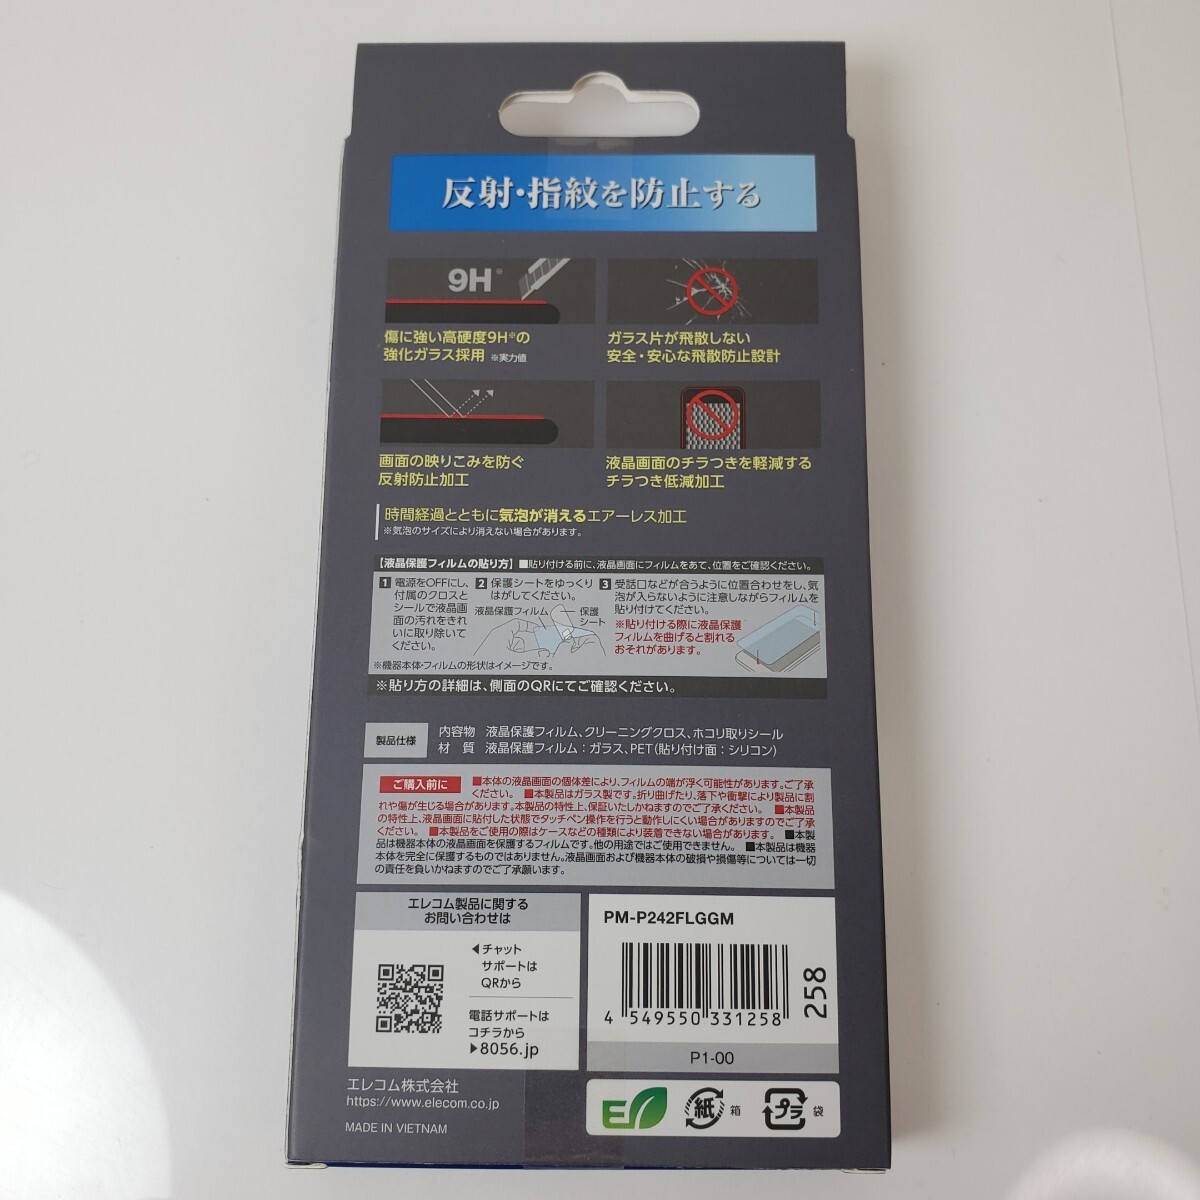 反射・指紋を防止する
9H※
傷に強い高硬度9H※の
強化ガラス採用 ※実力値
ガラス片が飛散しない
安全・安心な飛散防止設計
画面の映りこみを防ぐ
反射防止加工
液晶画面のチラつきを軽減する
チラつき低減加工
時間経過とともに気泡が消えるエアーレス加工
※気泡のサイズにより消えない場合があります。
【液晶保護フィルムの貼り方】 ■貼り付ける前に、液晶画面にフィルムをあて、位置をご確認ください。
1 電源をOFFにし、
付属のクロスと
シールで液晶画
面の汚れをきれ
いに取り除いて
ください。
2 保護シートをゆっくり
はがしてください。
液晶保護フィルム
保護
シート
3 受話口などが合うように位置合わせをし、気
泡が入らないように注意しながらフィルムを
貼り付けてください。
※貼り付ける際に液晶保護
フィルムを曲げると割れる
おそれがあります。
※機器本体・フィルムの形状はイメージです。
※貼り方の詳細は、側面のQRにてご確認ください。
製品仕様
内容物 液晶保護フィルム、クリーニングクロス、ホコリ取りシール
材 質 液晶保護フィルム：ガラス、PET（貼り付け面：シリコン）
ご購入前に ■本体の液晶画面の個体差により、フィルムの端が浮く可能性があります。ご了承
ください。 ■本製品はガラス製です。折り曲げたり、落下や衝撃により製品に割
れや傷が生じる場合があります。本製品の特性上、保証いたしかねますのでご了承ください。 ■本製品
の特性上、液晶画面に貼付した状態でタッチペン操作を行うと動作しにくい場合がありますのでご了承
ください。 ■本製品をご使用の際はケースなどの種類により装着できない場合があります。 ■本製
品は機器本体の液晶画面を保護するフィルムです。他の用途ではご使用できません。 ■本製品は機器
本体を完全に保護するものではありません。液晶画面および機器本体の破損や損傷等については一切
の責任を負いかねますのでご了承願います。
エレコム製品に関する
お問い合わせは
◀チャット
サポートは
QRから
電話サポートは
コチラから
▶8056.jp
PM-P242FLGGM
4 549550 331258
258
P1-00
エレコム株式会社
https://www.elecom.co.jp
MADE IN VIETNAM
E
紙 箱
プラ 袋